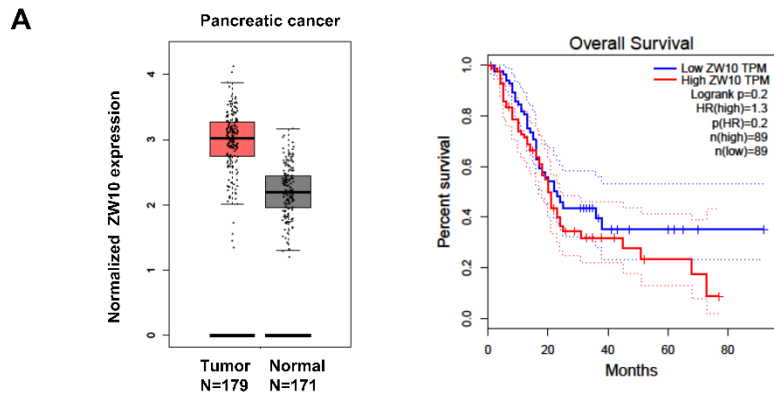 A
Pancreatic cancer
Normalized ZW10 expression
4
3
2
1
0
Tumor Normal
N=179 N=171
Overall Survival
Low ZW10 TPM
High ZW10 TPM
Logrank p=0.2
HR(high)=1.3
p(HR)=0.2
n(high)=89
n(low)=89
Percent survival
1.0
0.8
0.6
0.4
0.2
0.0
0 20 40 60 80
Months